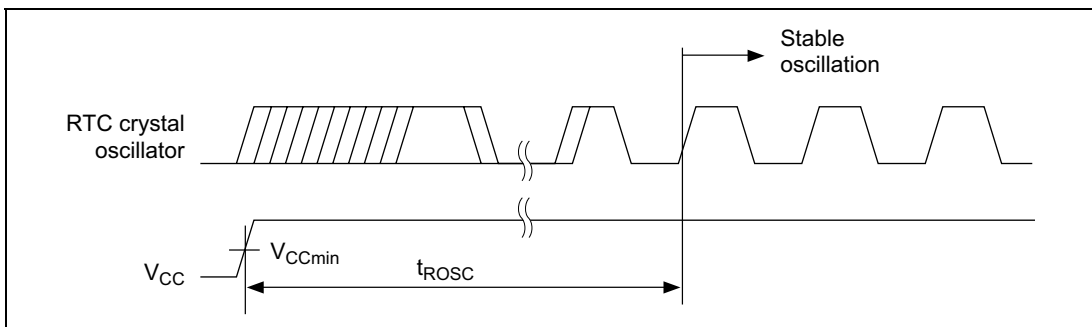 Stable
oscillation
RTC crystal
oscillator
VCCmin
VCC
tROSC